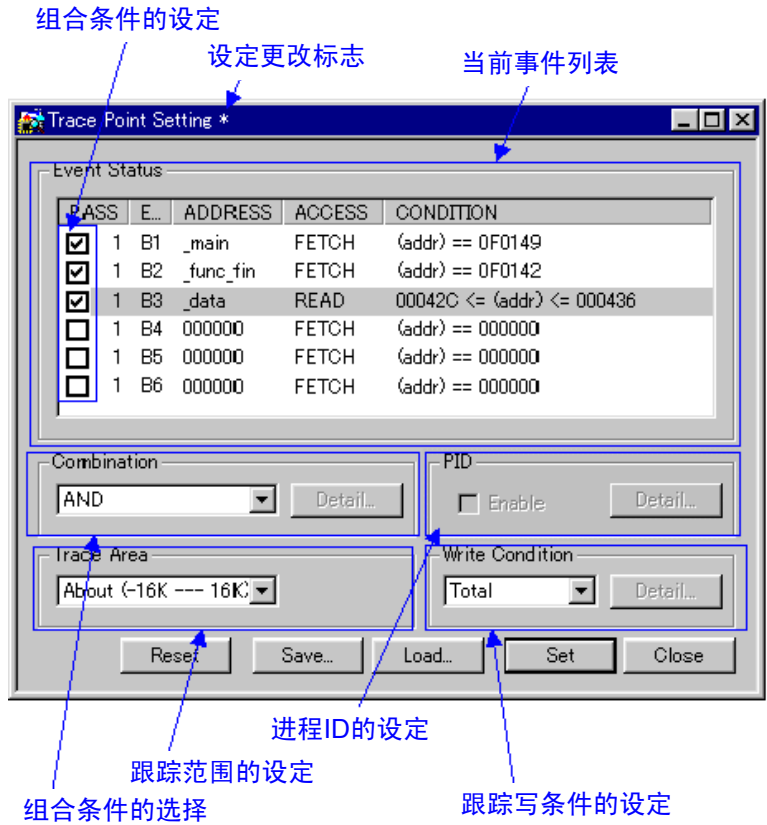 组合条件的设定
设定更改标志
当前事件列表
Trace Point Setting *
Event Status
PASS E... ADDRESS ACCESS CONDITION
1 B1 _main FETCH (addr) == 0F0149
1 B2 _func_fin FETCH (addr) == 0F0142
1 B3 _data READ 00042C <= (addr) <= 000436
1 B4 000000 FETCH (addr) == 000000
1 B5 000000 FETCH (addr) == 000000
1 B6 000000 FETCH (addr) == 000000
Combination PID
AND Detail... Enable Detail...
Trace Area Write Condition
About (-16K --- 16K) Total Detail...
Reset Save... Load... Set Close
进程ID的设定
跟踪范围的设定
组合条件的选择 跟踪写条件的设定